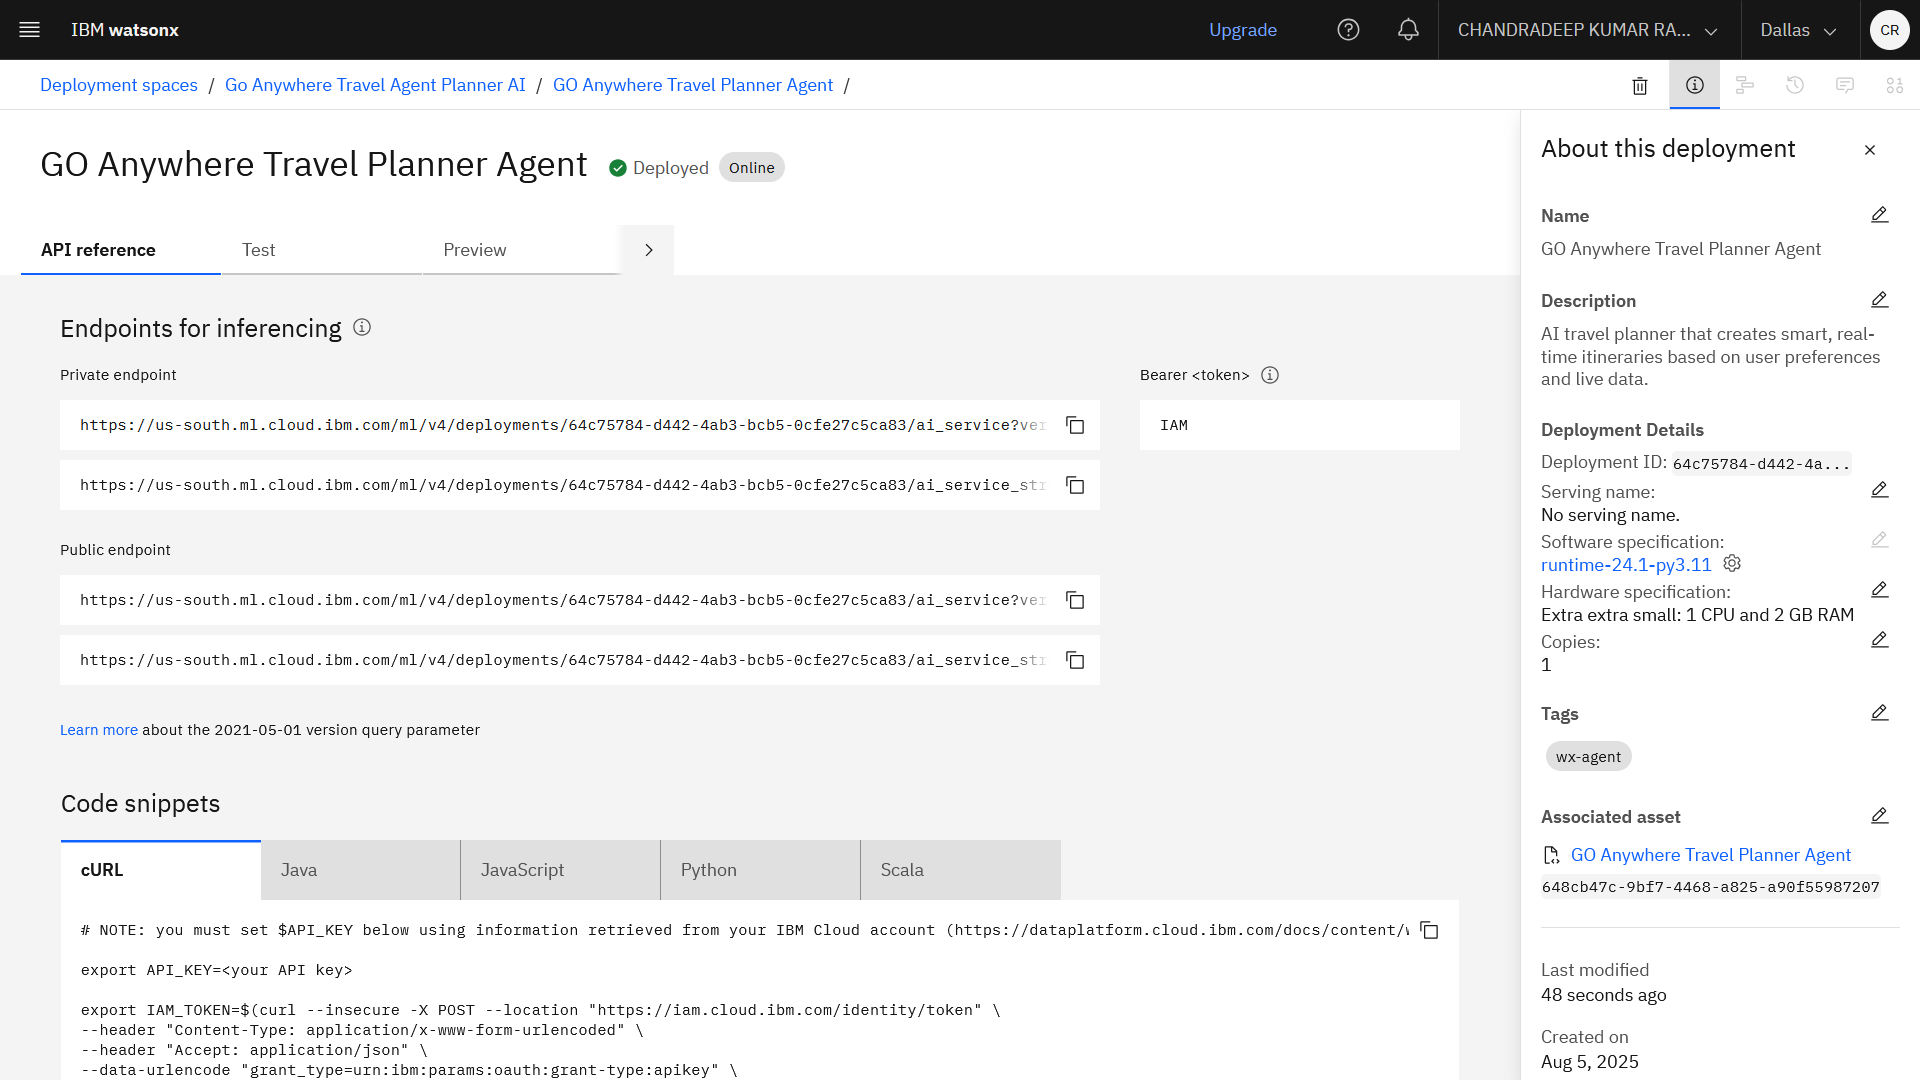 IBM watsonx
Upgrade
CHANDRADEEP KUMAR RA...
Dallas
CR
Deployment spaces / Go Anywhere Travel Agent Planner AI / GO Anywhere Travel Planner Agent /
GO Anywhere Travel Planner Agent
Deployed
Online
API reference
Test
Preview
Endpoints for inferencing
Private endpoint
https://us-south.ml.cloud.ibm.com/ml/v4/deployments/64c75784-d442-4ab3-bcb5-0cfe27c5ca83/ai_service?ver
https://us-south.ml.cloud.ibm.com/ml/v4/deployments/64c75784-d442-4ab3-bcb5-0cfe27c5ca83/ai_service_str
Bearer <token>
IAM
Public endpoint
https://us-south.ml.cloud.ibm.com/ml/v4/deployments/64c75784-d442-4ab3-bcb5-0cfe27c5ca83/ai_service?ver
https://us-south.ml.cloud.ibm.com/ml/v4/deployments/64c75784-d442-4ab3-bcb5-0cfe27c5ca83/ai_service_str
Learn more about the 2021-05-01 version query parameter
Code snippets
cURL
Java
JavaScript
Python
Scala
# NOTE: you must set $API_KEY below using information retrieved from your IBM Cloud account (https://dataplatform.cloud.ibm.com/docs/content/w
export API_KEY=<your API key>
export IAM_TOKEN=$(curl --insecure -X POST --location "https://iam.cloud.ibm.com/identity/token" \
--header "Content-Type: application/x-www-form-urlencoded" \
--header "Accept: application/json" \
--data-urlencode "grant_type=urn:ibm:params:oauth:grant-type:apikey" \
About this deployment
Name
GO Anywhere Travel Planner Agent
Description
AI travel planner that creates smart, real-
time itineraries based on user preferences
and live data.
Deployment Details
Deployment ID: 64c75784-d442-4a...
Serving name:
No serving name.
Software specification:
runtime-24.1-py3.11
Hardware specification:
Extra extra small: 1 CPU and 2 GB RAM
Copies:
1
Tags
wx-agent
Associated asset
GO Anywhere Travel Planner Agent
648cb47c-9bf7-4468-a825-a90f55987207
Last modified
48 seconds ago
Created on
Aug 5, 2025